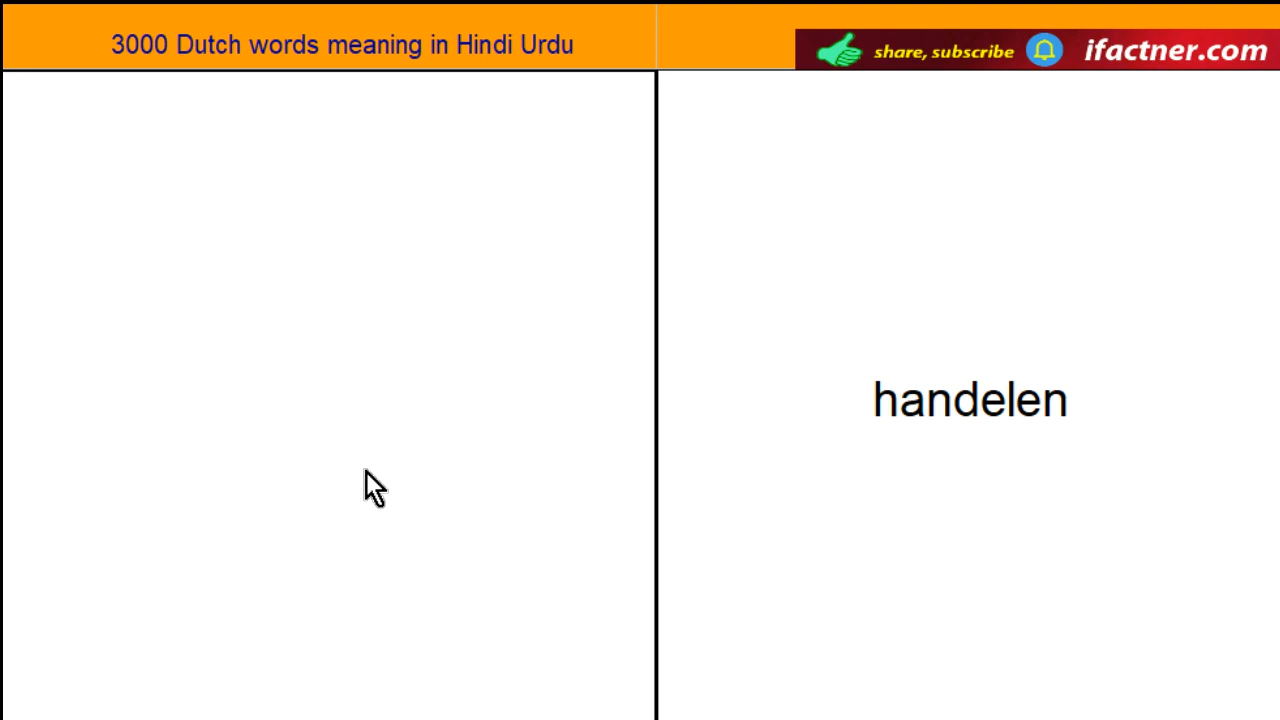 3000 Dutch words meaning in Hindi Urdu
share, subscribe
ifactner.com
handelen